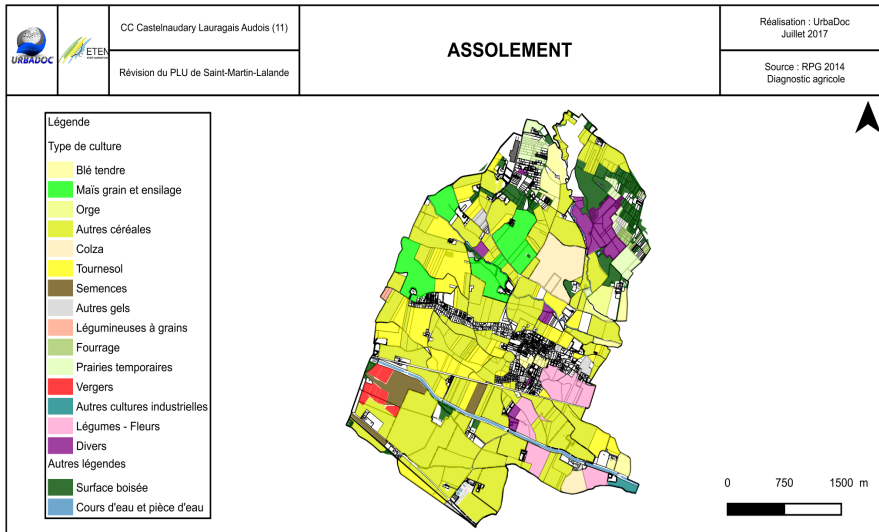 URBADOC
ETEN
CC Castelnaudary Lauragais Audois (11)
Révision du PLU de Saint-Martin-Lalande
ASSOLEMENT
Réalisation : UrbaDoc
Juillet 2017
Source : RPG 2014
Diagnostic agricole
Légende
Type de culture
Blé tendre
Maïs grain et ensilage
Orge
Autres céréales
Colza
Tournesol
Semences
Autres gels
Légumineuses à grains
Fourrage
Prairies temporaires
Vergers
Autres cultures industrielles
Légumes - Fleurs
Divers
Autres légendes
Surface boisée
Cours d'eau et pièce d'eau
0 750 1500 m